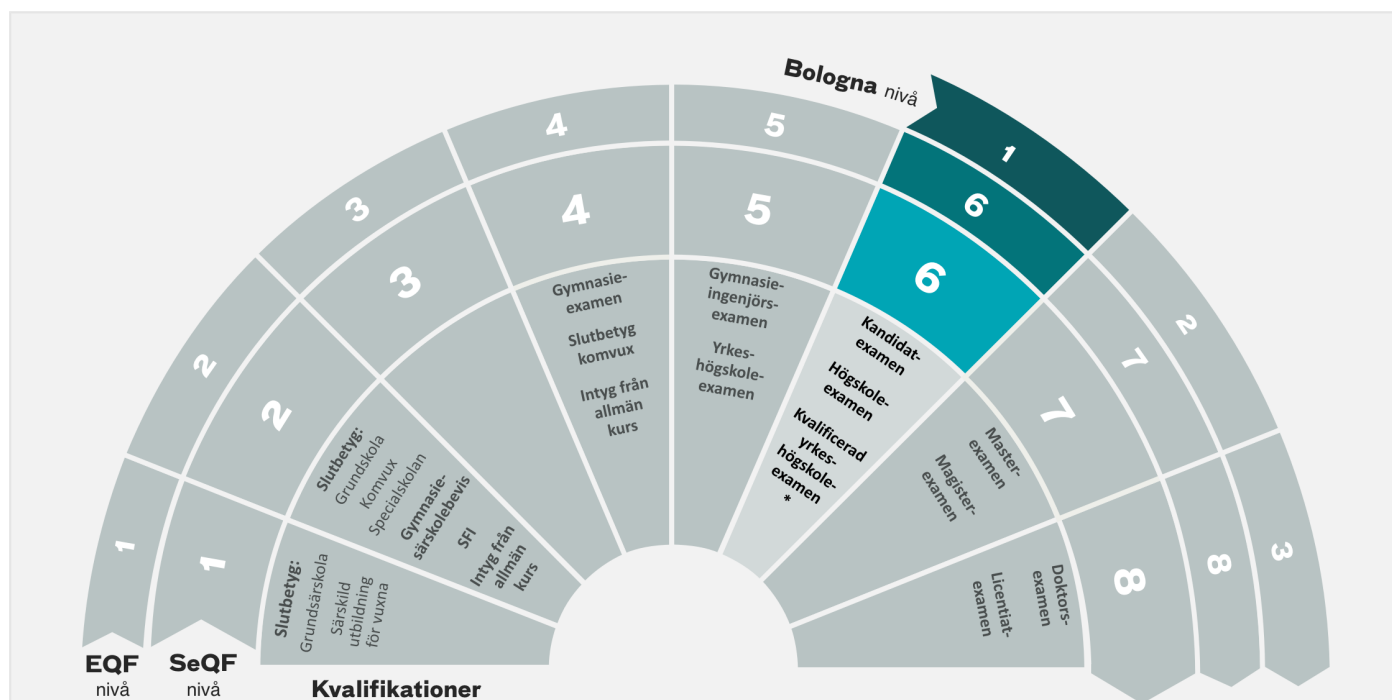 Bologna nivå
1
2
3
1
2
3
4
5
6
7
8
1
2
3
4
5
6
7
8
Slutbetyg:
Grundsärskola
Särskild
utbildning
för vuxna
Slutbetyg:
Grundskola
Komvux
Specialskolan
Gymnasie-
särskolebevis
SFI
Intyg från
allmän
kurs
Gymnasie-
examen
Slutbetyg
komvux
Intyg från
allmän
kurs
Gymnasie-
ingenjörs-
examen
Yrkes-
högskole-
examen
Kandidat-
examen
Högskole-
examen
Kvalificerad
yrkes-
högskole-
examen
*
Master-
examen
Magister-
examen
Doktors-
examen
Licentiat-
examen
EQF
nivå
SeQF
nivå
Kvalifikationer